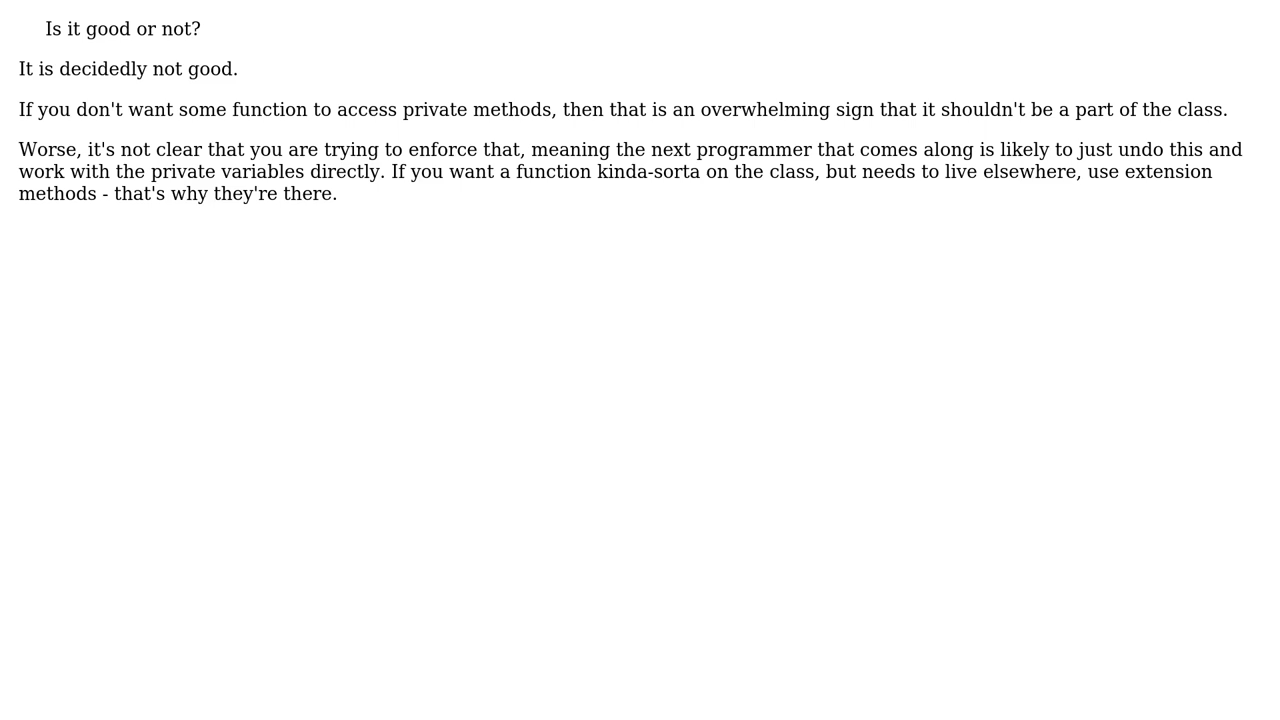 Is it good or not?
It is decidedly not good.
If you don't want some function to access private methods, then that is an overwhelming sign that it shouldn't be a part of the class.
Worse, it's not clear that you are trying to enforce that, meaning the next programmer that comes along is likely to just undo this and
work with the private variables directly. If you want a function kinda-sorta on the class, but needs to live elsewhere, use extension
methods - that's why they're there.